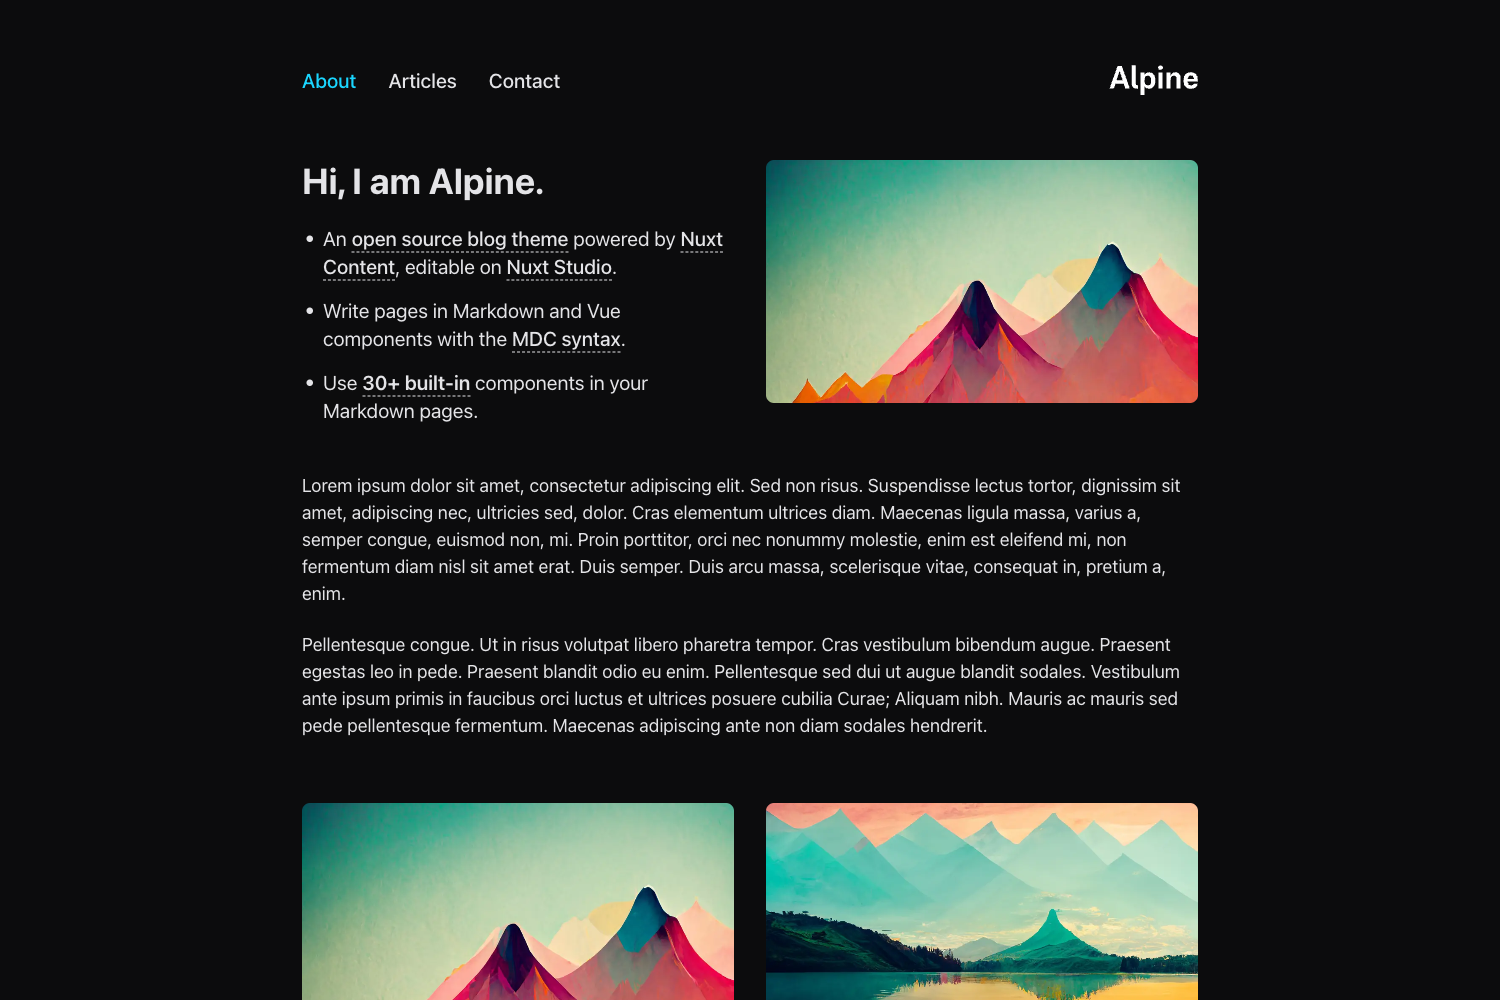 About Articles Contact Alpine
Hi, I am Alpine.
• An open source blog theme powered by Nuxt
Content, editable on Nuxt Studio.
• Write pages in Markdown and Vue
components with the MDC syntax.
• Use 30+ built-in components in your
Markdown pages.
Lorem ipsum dolor sit amet, consectetur adipiscing elit. Sed non risus. Suspendisse lectus tortor, dignissim sit
amet, adipiscing nec, ultricies sed, dolor. Cras elementum ultrices diam. Maecenas ligula massa, varius a,
semper congue, euismod non, mi. Proin porttitor, orci nec nonummy molestie, enim est eleifend mi, non
fermentum diam nisl sit amet erat. Duis semper. Duis arcu massa, scelerisque vitae, consequat in, pretium a,
enim.
Pellentesque congue. Ut in risus volutpat libero pharetra tempor. Cras vestibulum bibendum augue. Praesent
egestas leo in pede. Praesent blandit odio eu enim. Pellentesque sed dui ut augue blandit sodales. Vestibulum
ante ipsum primis in faucibus orci luctus et ultrices posuere cubilia Curae; Aliquam nibh. Mauris ac mauris sed
pede pellentesque fermentum. Maecenas adipiscing ante non diam sodales hendrerit.